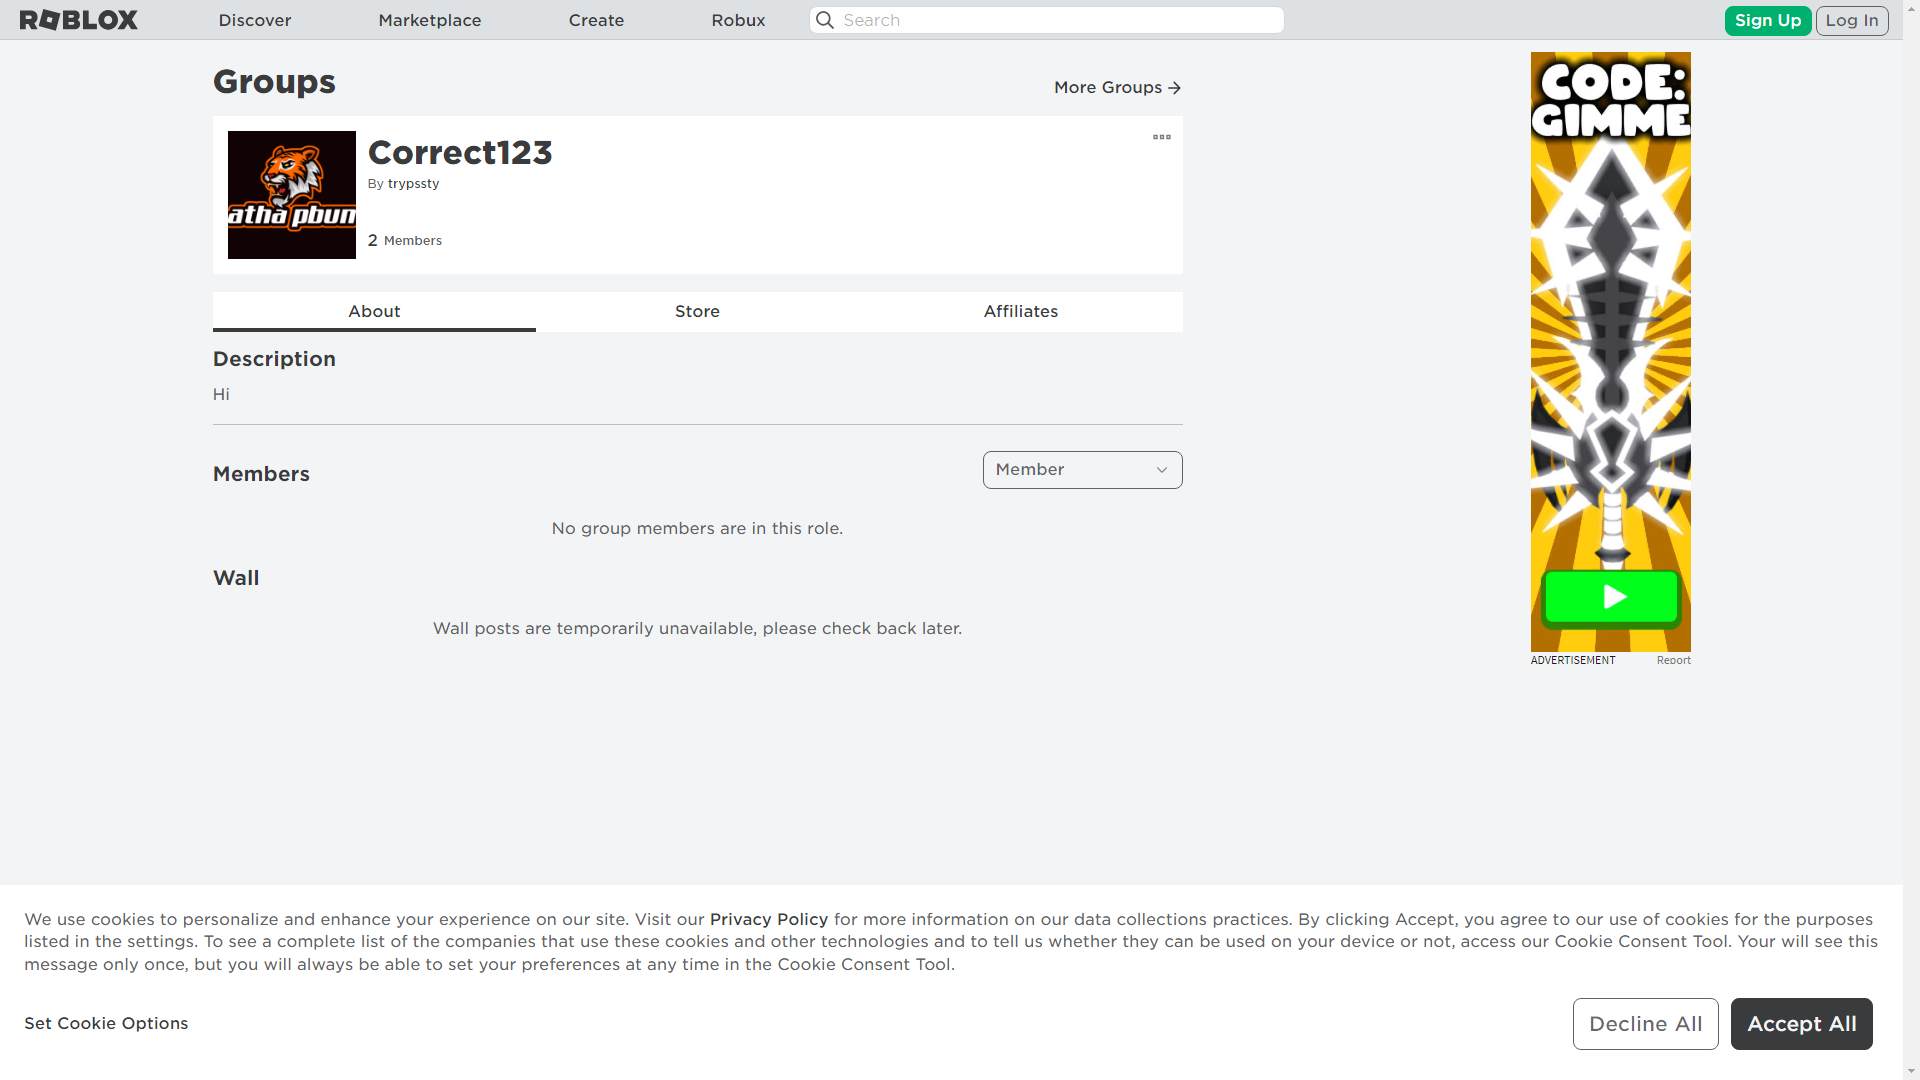 ROBLOX
Discover
Marketplace
Create
Robux
Search
Sign Up
Log In
Groups
More Groups
Correct123
By trypssty
2 Members
atha pbun
About
Store
Affiliates
Description
Hi
Members
Member
No group members are in this role.
Wall
Wall posts are temporarily unavailable, please check back later.
CODE:
GIMME
ADVERTISEMENT
Report
We use cookies to personalize and enhance your experience on our site. Visit our Privacy Policy for more information on our data collections practices. By clicking Accept, you agree to our use of cookies for the purposes
listed in the settings. To see a complete list of the companies that use these cookies and other technologies and to tell us whether they can be used on your device or not, access our Cookie Consent Tool. Your will see this
message only once, but you will always be able to set your preferences at any time in the Cookie Consent Tool.
Set Cookie Options
Decline All
Accept All